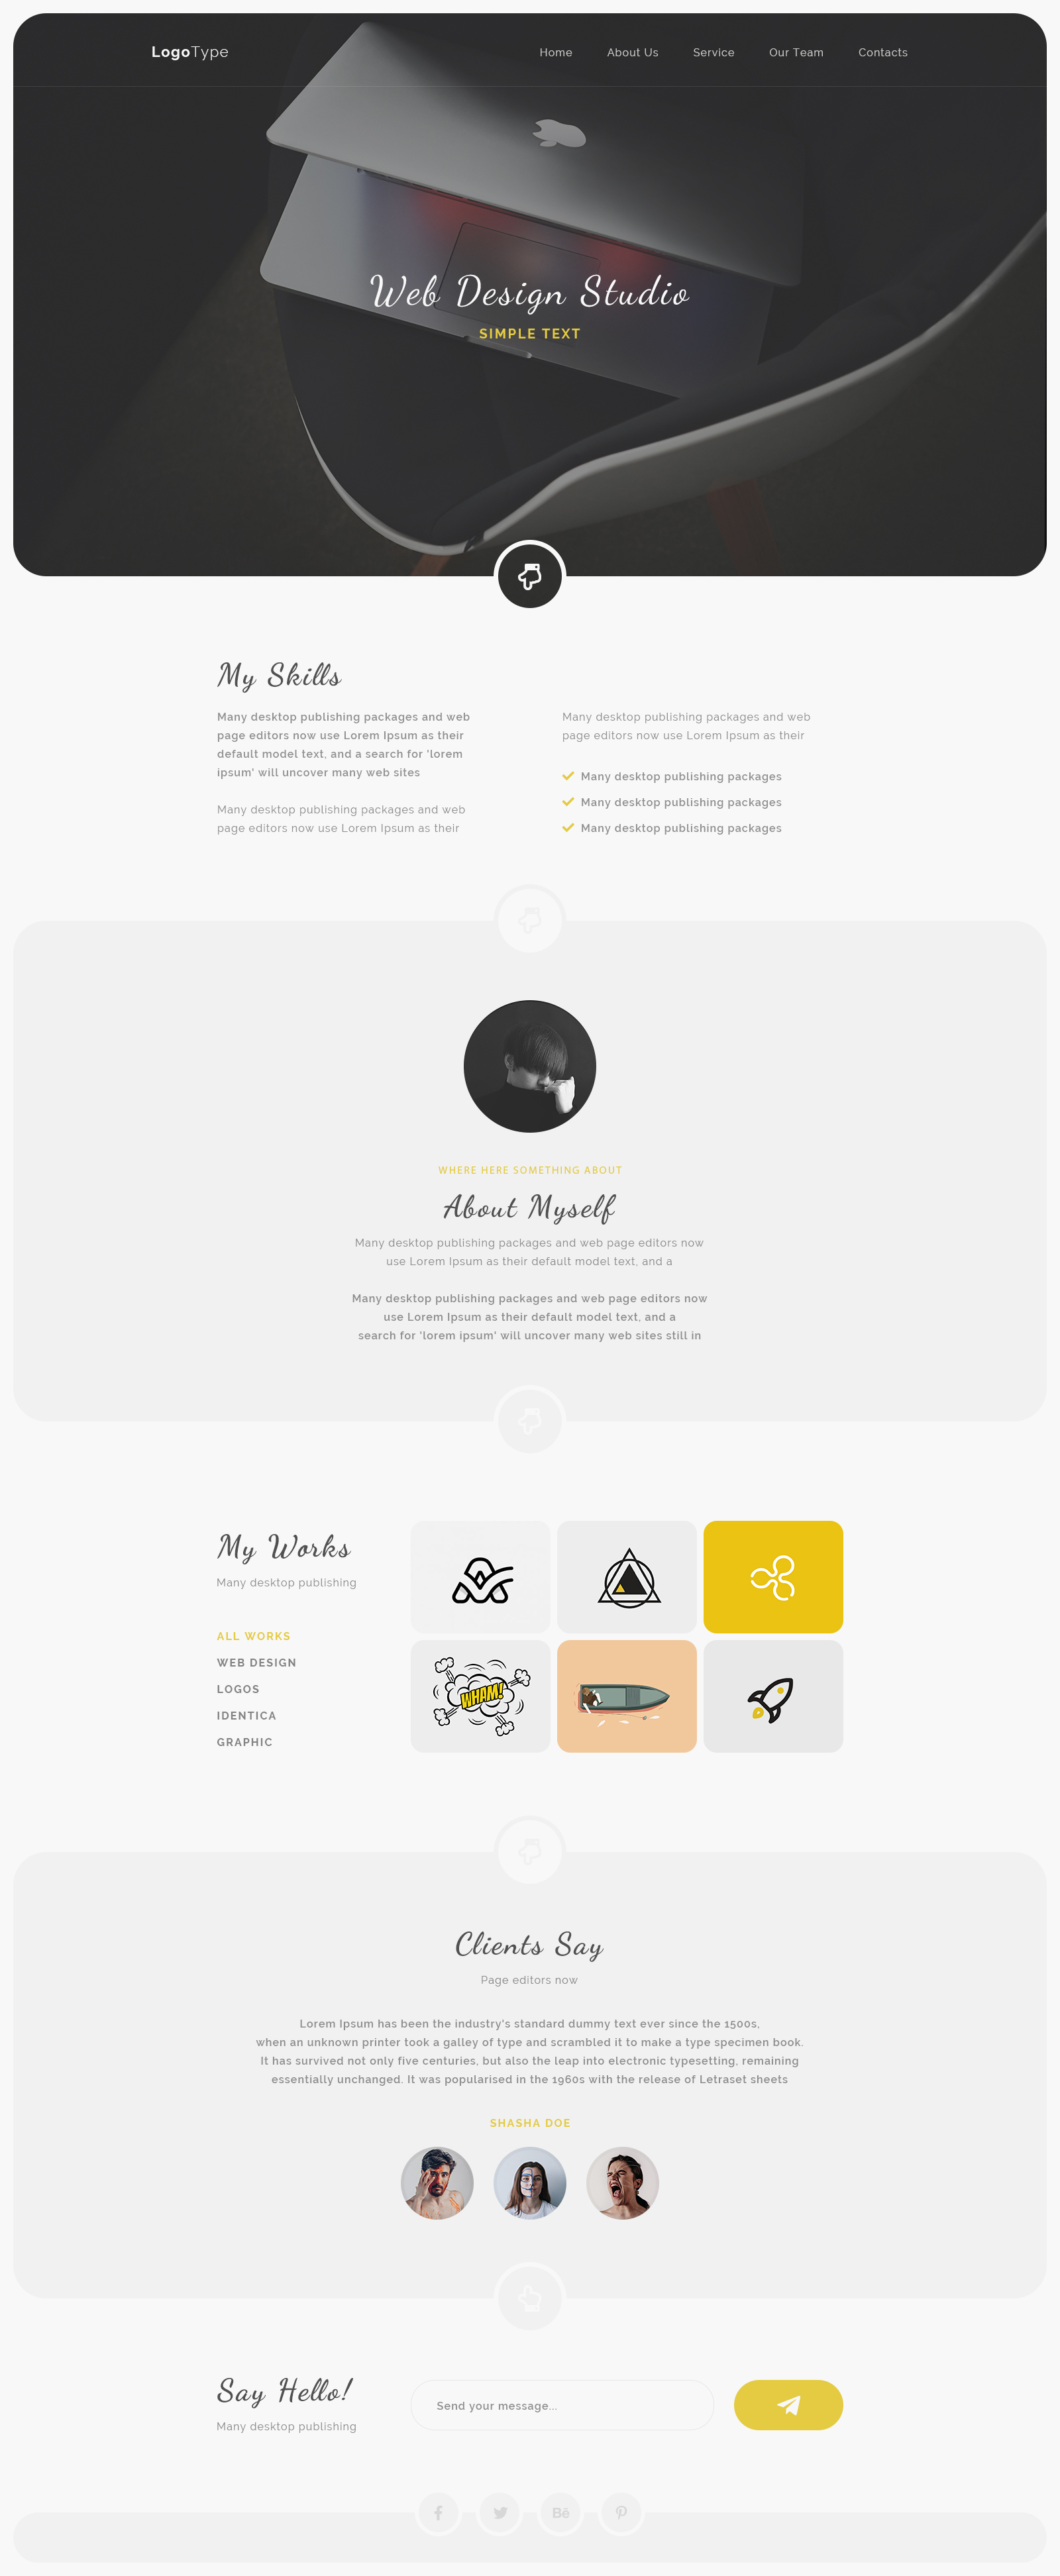 LogoType
Home About Us Service Our Team Contacts
Web Design Studio
SIMPLE TEXT
My Skills
Many desktop publishing packages and web
page editors now use Lorem Ipsum as their
default model text, and a search for 'lorem
ipsum' will uncover many web sites
Many desktop publishing packages and web
page editors now use Lorem Ipsum as their
Many desktop publishing packages and web
page editors now use Lorem Ipsum as their
Many desktop publishing packages
Many desktop publishing packages
Many desktop publishing packages
WHERE HERE SOMETHING ABOUT
About Myself
Many desktop publishing packages and web page editors now
use Lorem Ipsum as their default model text, and a
Many desktop publishing packages and web page editors now
use Lorem Ipsum as their default model text, and a
search for 'lorem ipsum' will uncover many web sites still in
My Works
Many desktop publishing
ALL WORKS
WEB DESIGN
LOGOS
IDENTICA
GRAPHIC
WHAM!
Clients Say
Page editors now
Lorem Ipsum has been the industry's standard dummy text ever since the 1500s,
when an unknown printer took a galley of type and scrambled it to make a type specimen book.
It has survived not only five centuries, but also the leap into electronic typesetting, remaining
essentially unchanged. It was popularised in the 1960s with the release of Letraset sheets
SHASHA DOE
Say Hello!
Many desktop publishing
Send your message...
Bē